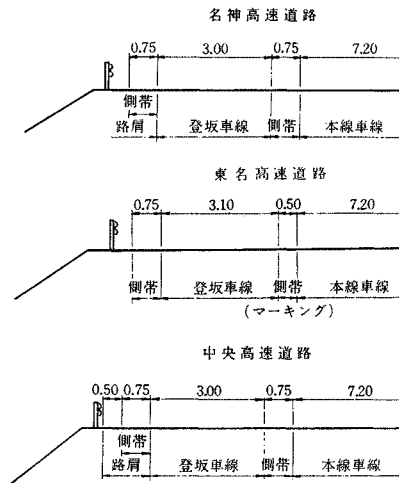 名神高速道路
0.75 3.00 0.75 7.20
側帯
路肩 登坂車線 側帯 本線車線
東名高速道路
0.75 3.10 0.50 7.20
側帯 登坂車線 側帯 本線車線
(マーキング)
中央高速道路
0.50 0.75 3.00 0.75 7.20
側帯
路肩 登坂車線 側帯 本線車線